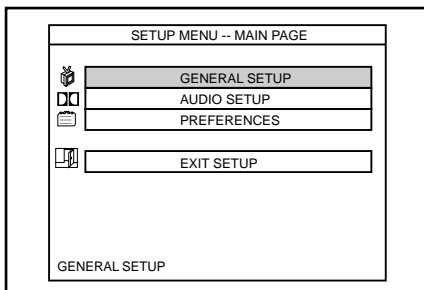 SETUP MENU -- MAIN PAGE
GENERAL SETUP
AUDIO SETUP
PREFERENCES
EXIT SETUP
GENERAL SETUP